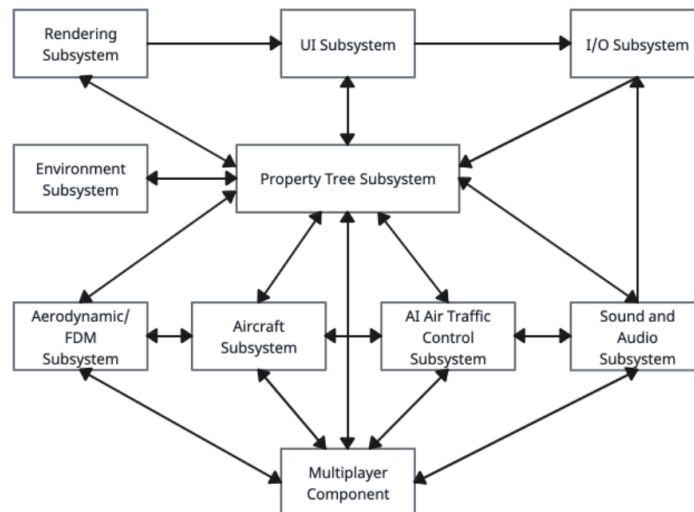 Rendering
Subsystem
UI Subsystem
I/O Subsystem
Environment
Subsystem
Property Tree Subsystem
Aerodynamic/
FDM
Subsystem
Aircraft
Subsystem
AI Air Traffic
Control
Subsystem
Sound and
Audio
Subsystem
Multiplayer
Component